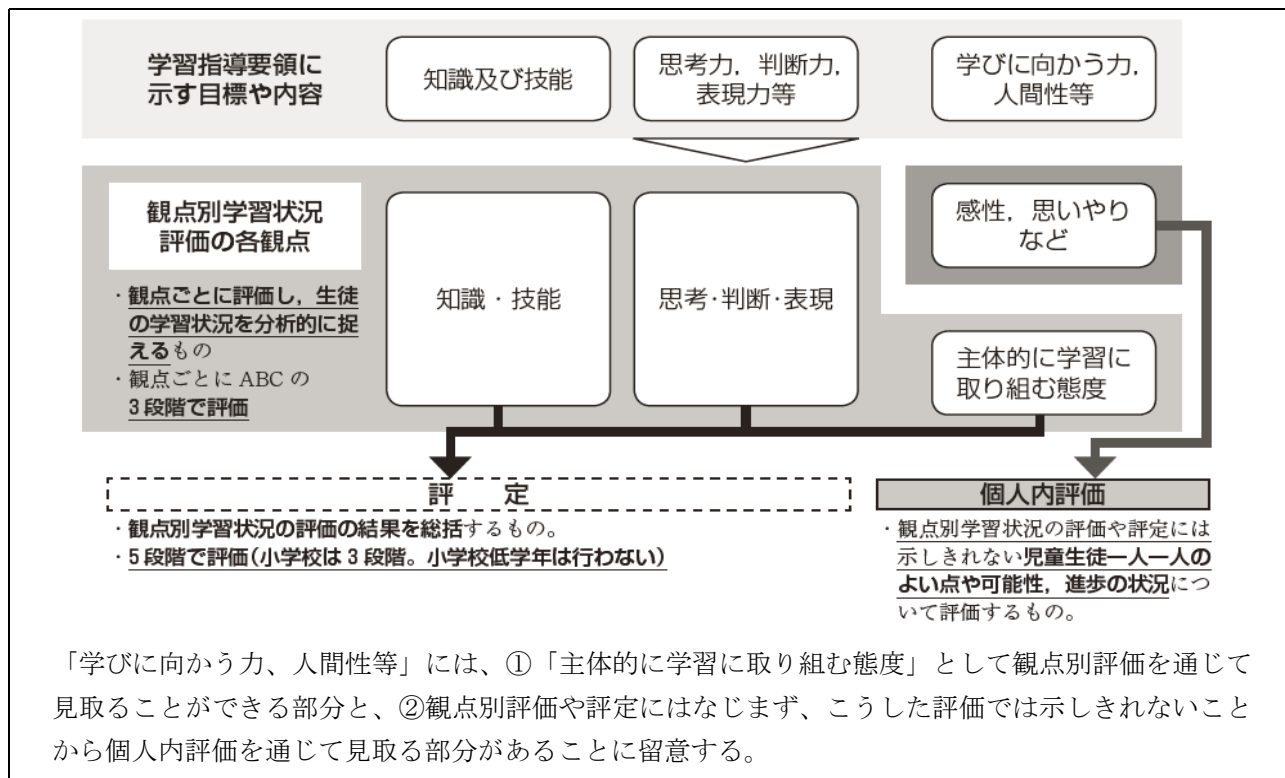 学習指導要領に
示す目標や内容
知識及び技能
思考力，判断力，
表現力等
学びに向かう力，
人間性等
観点別学習状況
評価の各観点
・観点ごとに評価し，生徒
の学習状況を分析的に捉
えるもの
・観点ごとに ABC の
3 段階で評価
知識・技能
思考・判断・表現
感性，思いやり
など
主体的に学習に
取り組む態度
評　定
・観点別学習状況の評価の結果を総括するもの。
・5 段階で評価（小学校は 3 段階。小学校低学年は行わない）
個人内評価
・観点別学習状況の評価や評定には
示しきれない児童生徒一人一人の
よい点や可能性，進歩の状況につ
いて評価するもの。
「学びに向かう力、人間性等」には、①「主体的に学習に取り組む態度」として観点別評価を通じて
見取ることができる部分と、②観点別評価や評定にはなじまず、こうした評価では示しきれないこと
から個人内評価を通じて見取る部分があることに留意する。